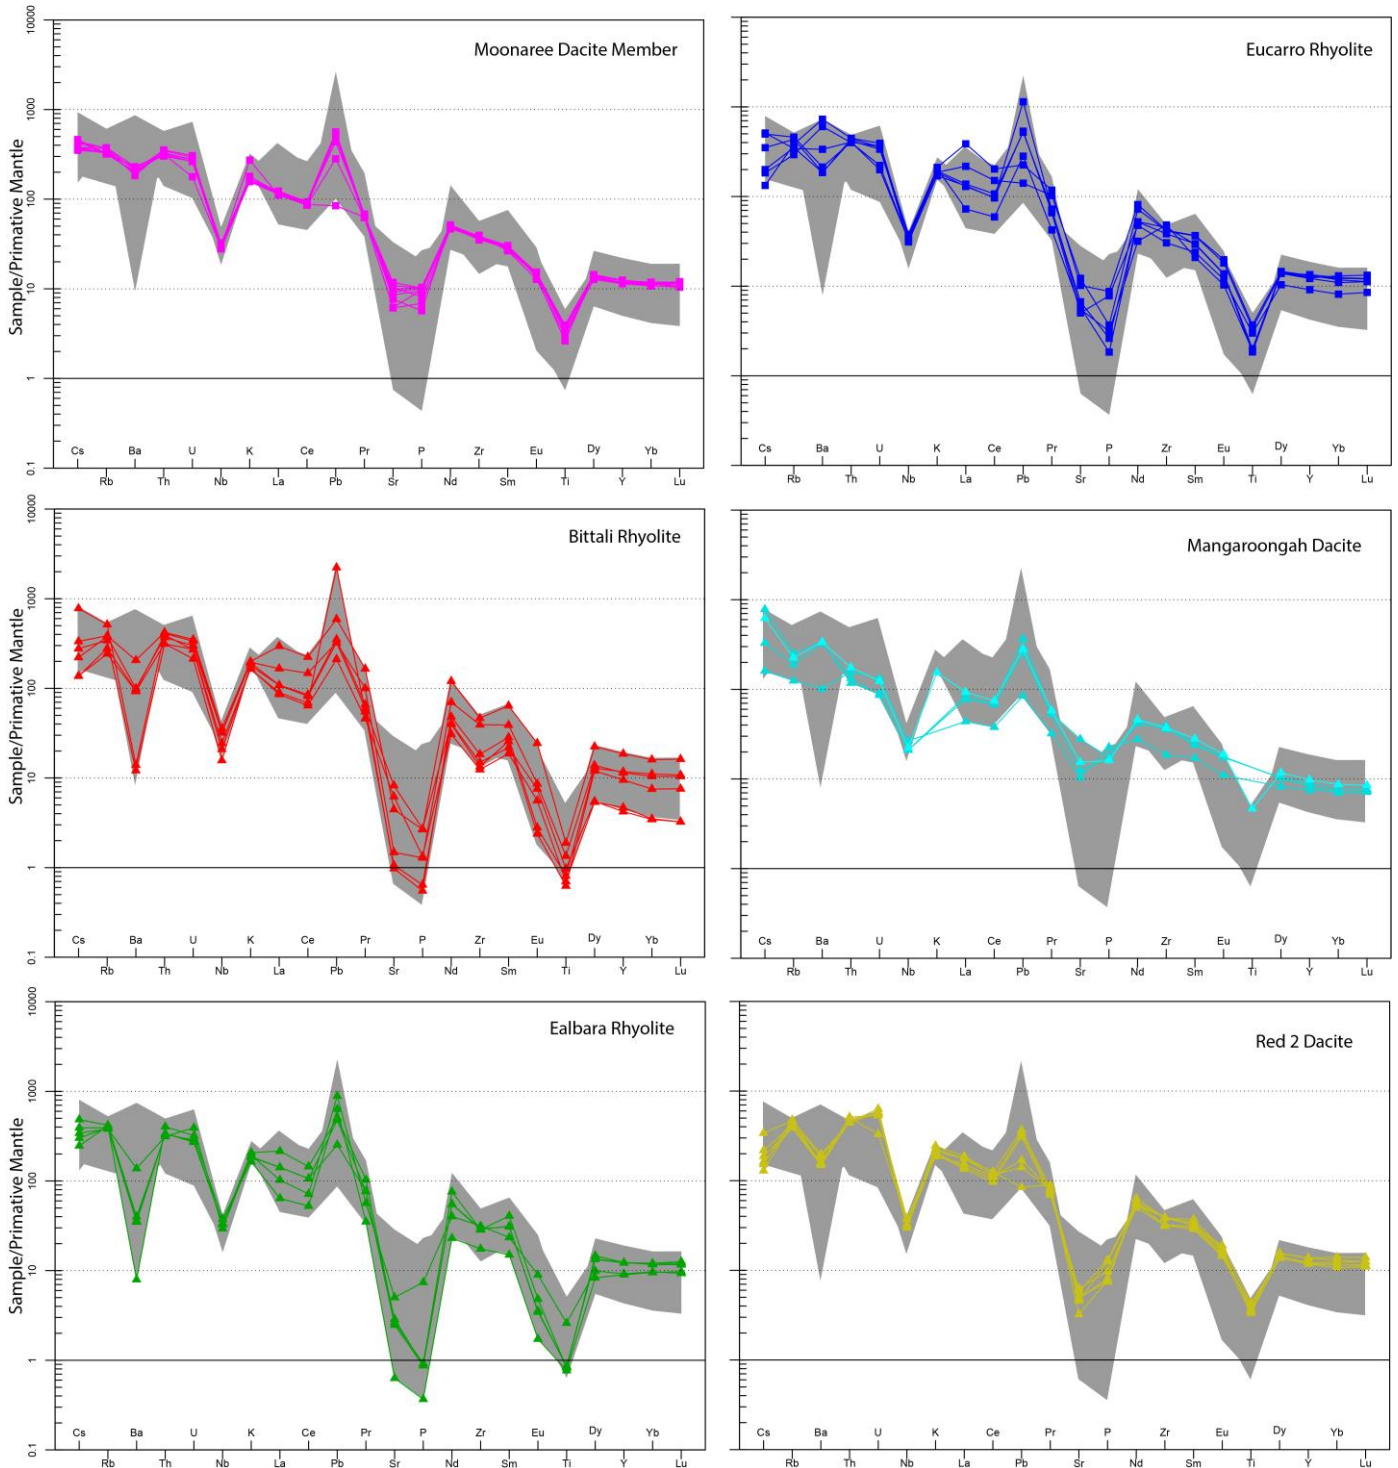 Moonaree Dacite Member
Sample/Primative Mantle
10000
1000
100
10
1
0.1
Cs Ba U K Ce Pr P Zr Eu Dy Yb
La Pb Rb Th Nb Sr Nd Sm Ti Y Lu
Eucarro Rhyolite
Cs Ba U K Ce Pr P Zr Eu Dy Yb
Rb Th Nb La Pb Sr Nd Sm Ti Y Lu
Bittali Rhyolite
10000
1000
100
10
1
0.1
Cs Ba U K Ce Pr P Zr Eu Dy Yb
La Pb Rb Th Nb Sr Nd Sm Ti Y Lu
Sample/Primative Mantle
Mangaroongah Dacite
Cs Ba U K Ce Pr P Zr Eu Dy Yb
Rb Th Nb La Pb Sr Nd Sm Ti Y Lu
Ealbara Rhyolite
Sample/Primative Mantle
10000
1000
100
10
1
0.1
Cs Ba U K Ce Pr P Zr Eu Dy Yb
Rb Th Nb La Pb Sr Nd Sm Ti Y Lu
Red 2 Dacite
Cs Ba U K Ce Pr P Zr Eu Dy Yb
Rb Th Nb La Pb Sr Nd Sm Ti Y Lu